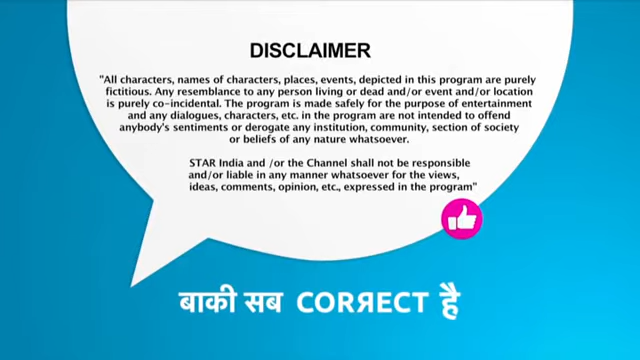 DISCLAIMER
"All characters, names of characters, places, events, depicted in this program are purely
fictitious. Any resemblance to any person living or dead and/or event and/or location
is purely co-incidental. The program is made safely for the purpose of entertainment
and any dialogues, characters, etc. in the program are not intended to offend
anybody's sentiments or derogate any institution, community, section of society
or beliefs of any nature whatsoever.
STAR India and /or the Channel shall not be responsible
and/or liable in any manner whatsoever for the views,
ideas, comments, opinion, etc., expressed in the program"
बाकी सब CORЯECT है